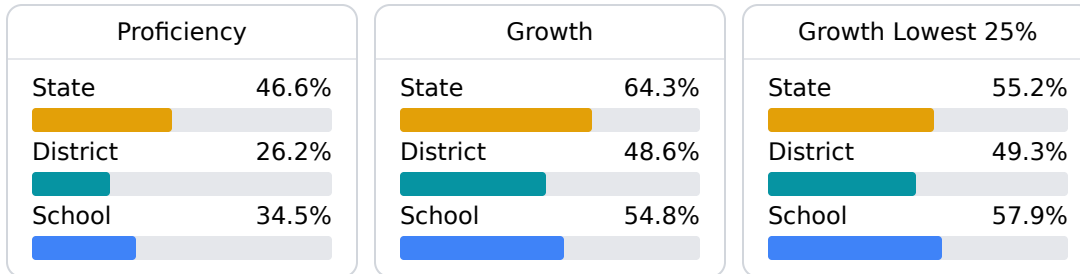 Proficiency
State 46.6%
District 26.2%
School 34.5%
Growth
State 64.3%
District 48.6%
School 54.8%
Growth Lowest 25%
State 55.2%
District 49.3%
School 57.9%